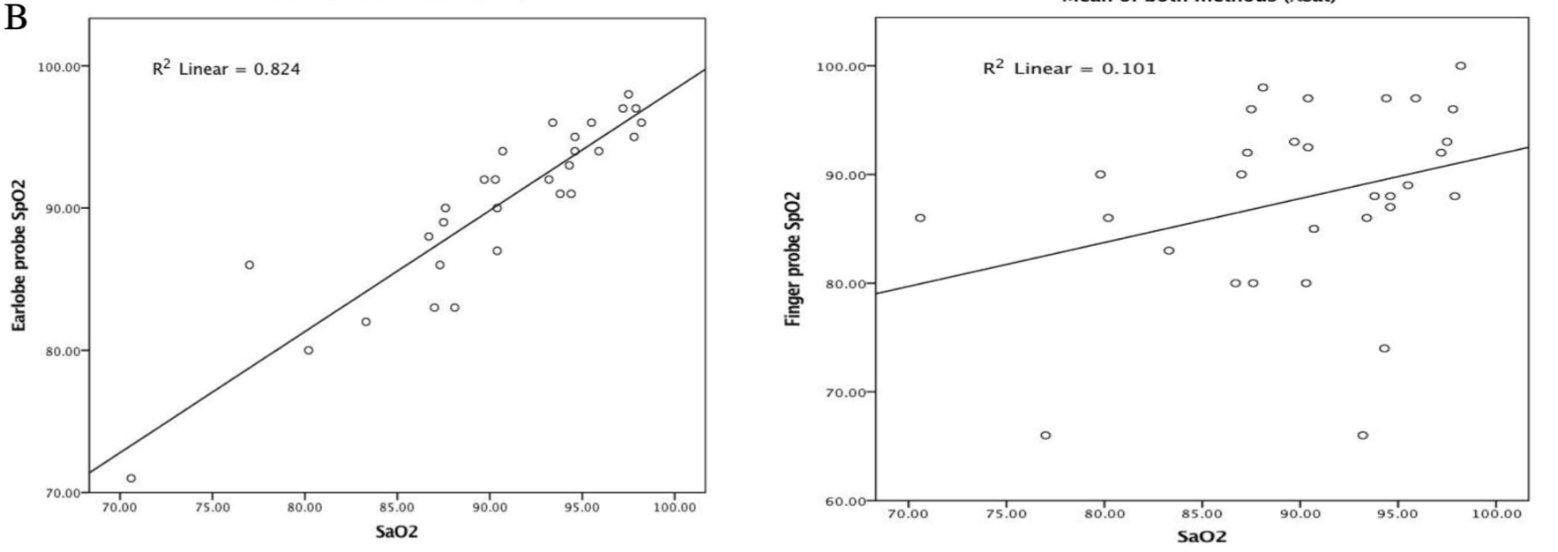 B
Mean of both methods (Xsat)
R2 Linear = 0.824
100.00
90.00
80.00
70.00
Earlobe probe SpO2
70.00 75.00 80.00 85.00 90.00 95.00 100.00
SaO2
R2 Linear = 0.101
100.00
90.00
80.00
70.00
60.00
Finger probe SpO2
70.00 75.00 80.00 85.00 90.00 95.00 100.00
SaO2